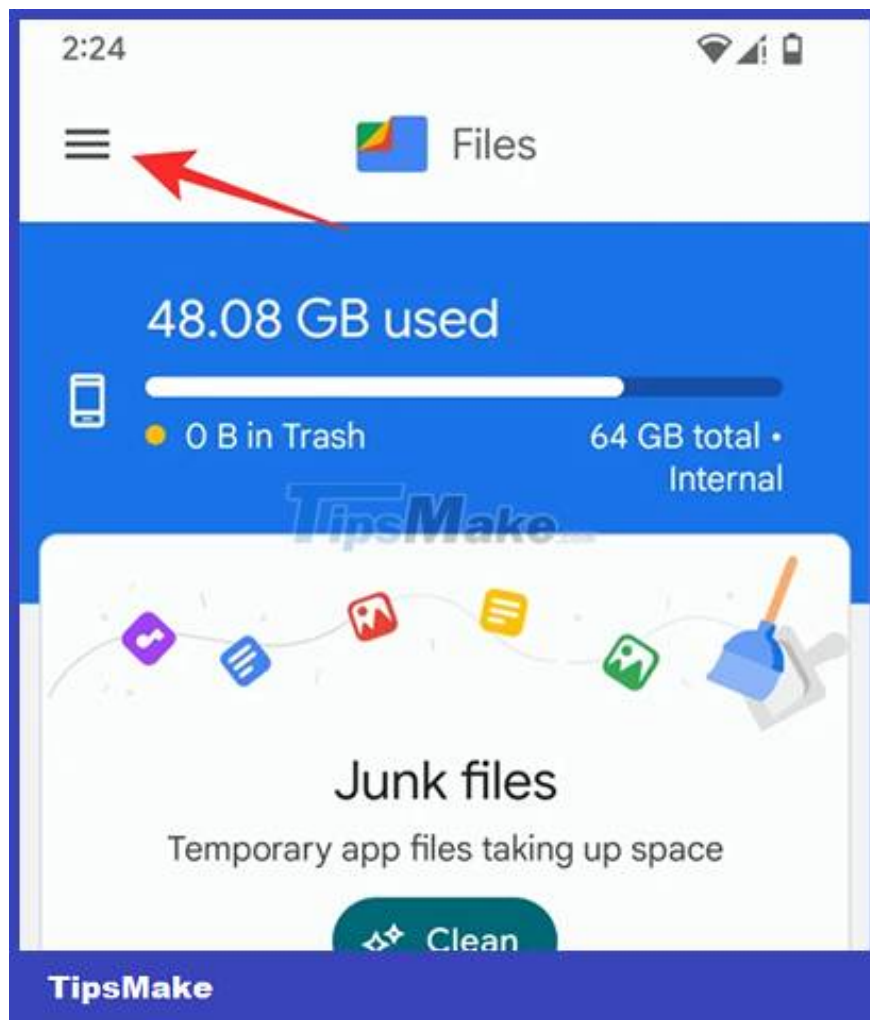 2:24
Files
48.08 GB used
0 B in Trash
64 GB total •
Internal
TipsMake.com
Junk files
Temporary app files taking up space
Clean
TipsMake